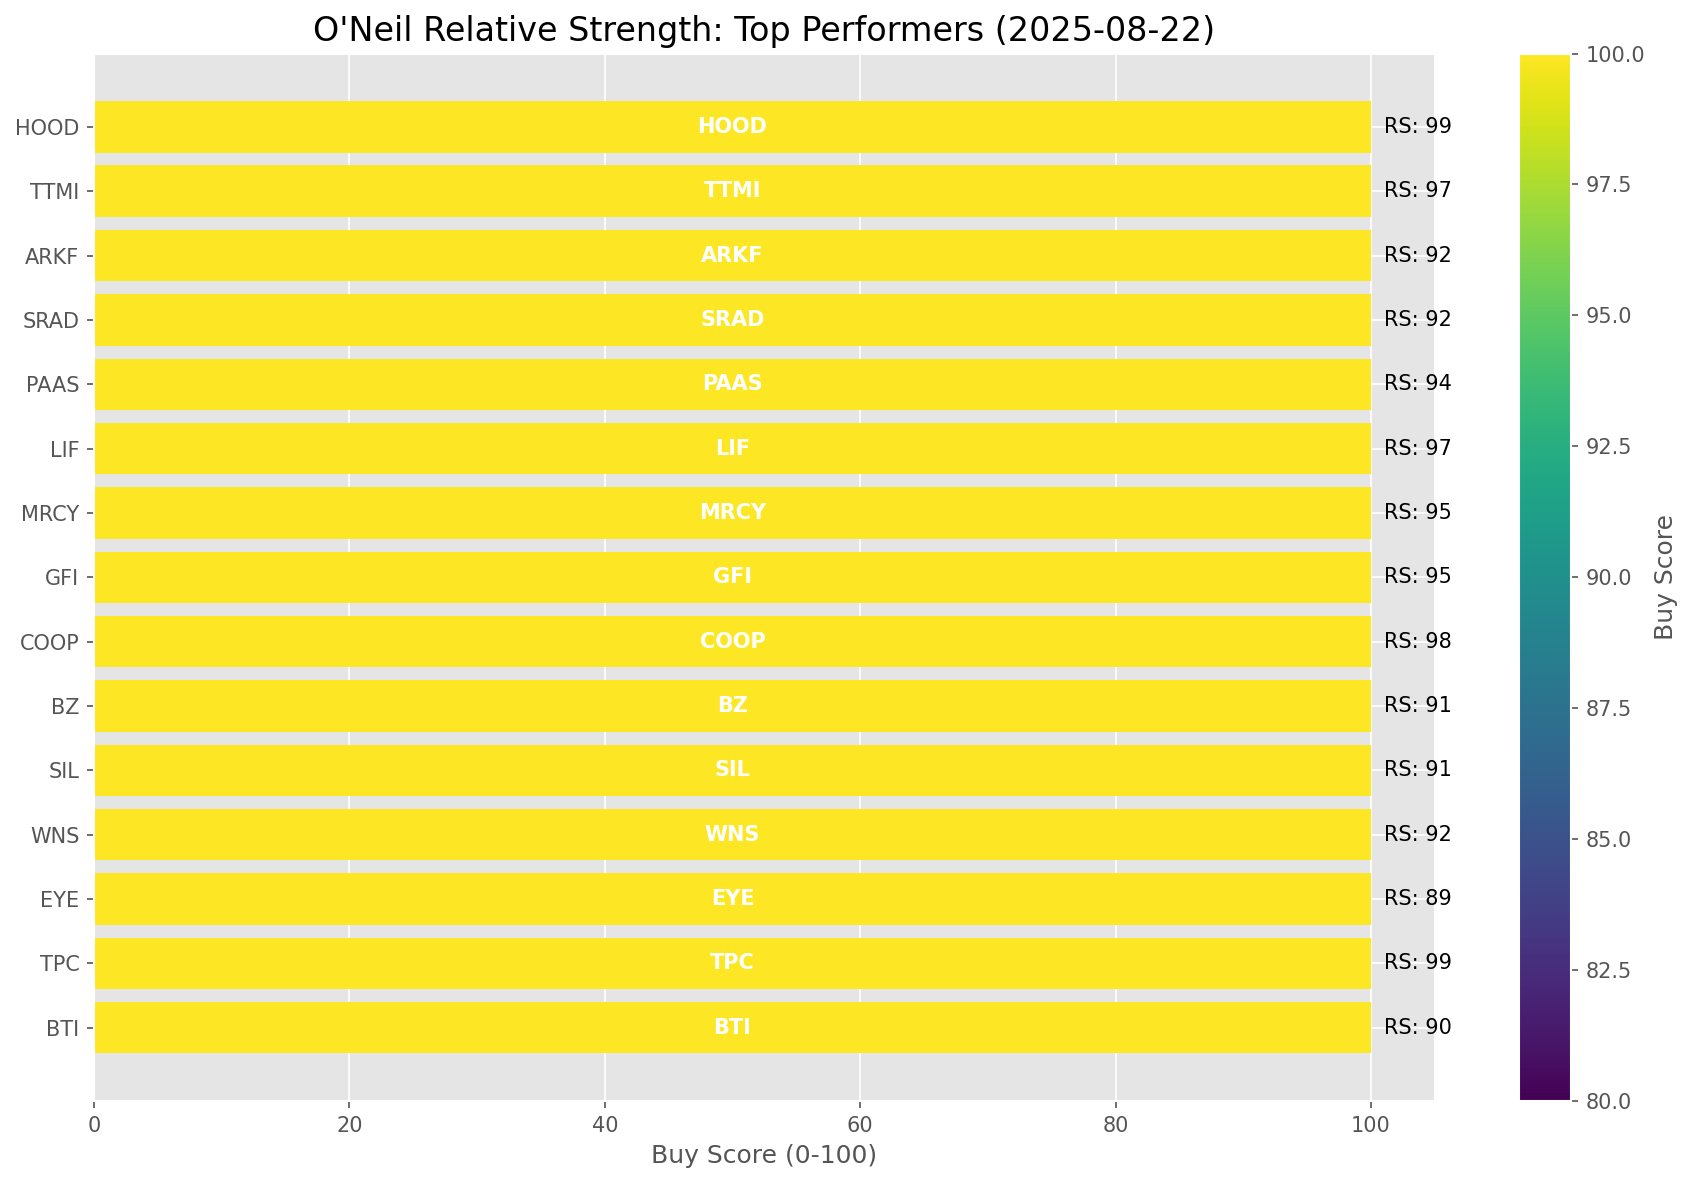 O'Neil Relative Strength: Top Performers (2025-08-22)
HOOD HOOD RS: 99
TTMI TTMI RS: 97
ARKF ARKF RS: 92
SRAD SRAD RS: 92
PAAS PAAS RS: 94
LIF LIF RS: 97
MRCY MRCY RS: 95
GFI GFI RS: 95
COOP COOP RS: 98
BZ BZ RS: 91
SIL SIL RS: 91
WNS WNS RS: 92
EYE EYE RS: 89
TPC TPC RS: 99
BTI BTI RS: 90
0 20 40 60 80 100
Buy Score (0-100)
100.0
97.5
95.0
92.5
90.0
87.5
85.0
82.5
80.0
Buy Score